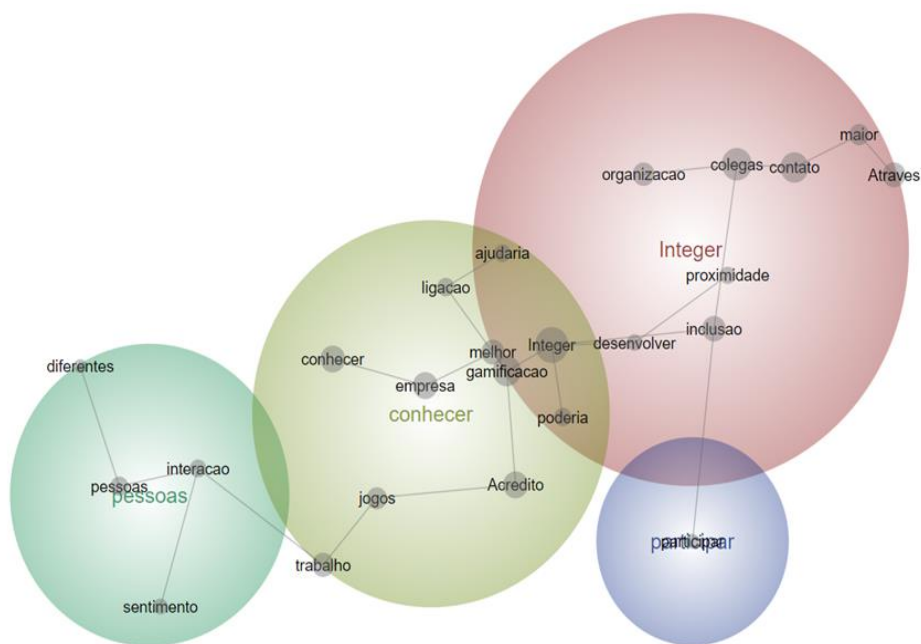 maior
colegas
contato
organizacao
Atraves
Integer
ajudaria
proximidade
ligacao
inclusao
Integer
desenvolver
melhor
conhecer
gamificacao
diferentes
empresa
conhecer
poderia
interacao
Acredito
pessoas
pessoas
jogos
participar
participar
trabalho
sentimento